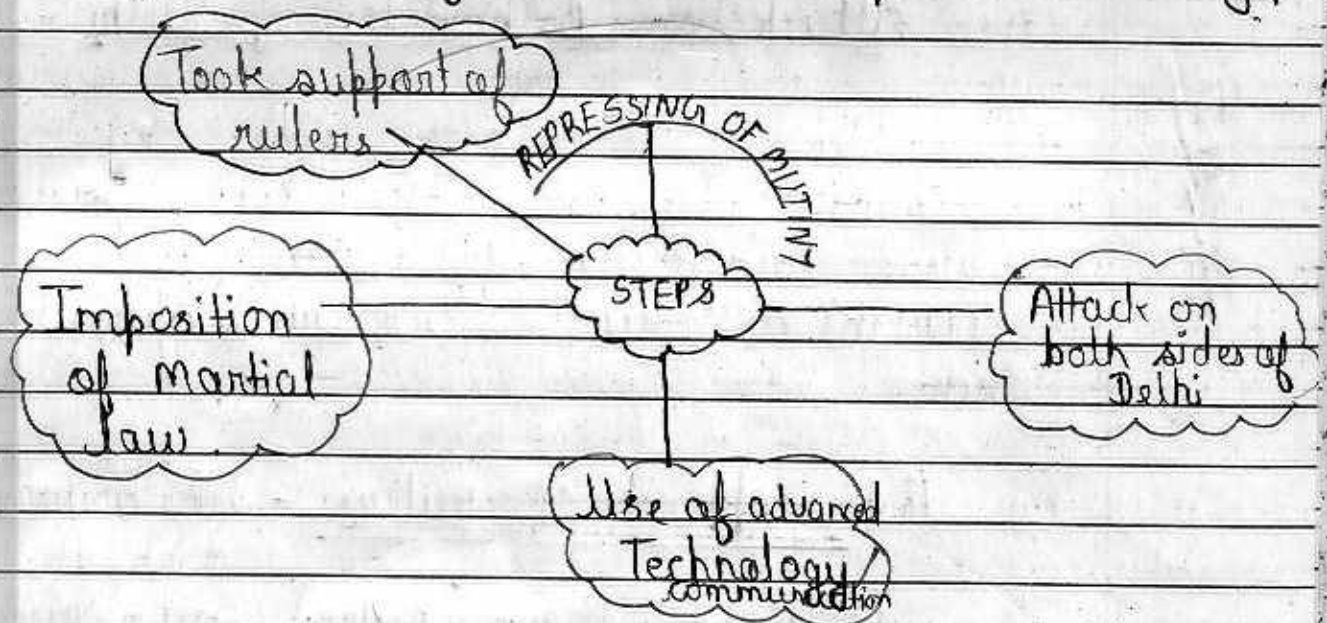 Took support of
rulers
REPRESSING OF MUTINY
STEPS
Imposition
of Martial
law.
Attack on
both sides of
Delhi
Use of advanced
Technology/
communication